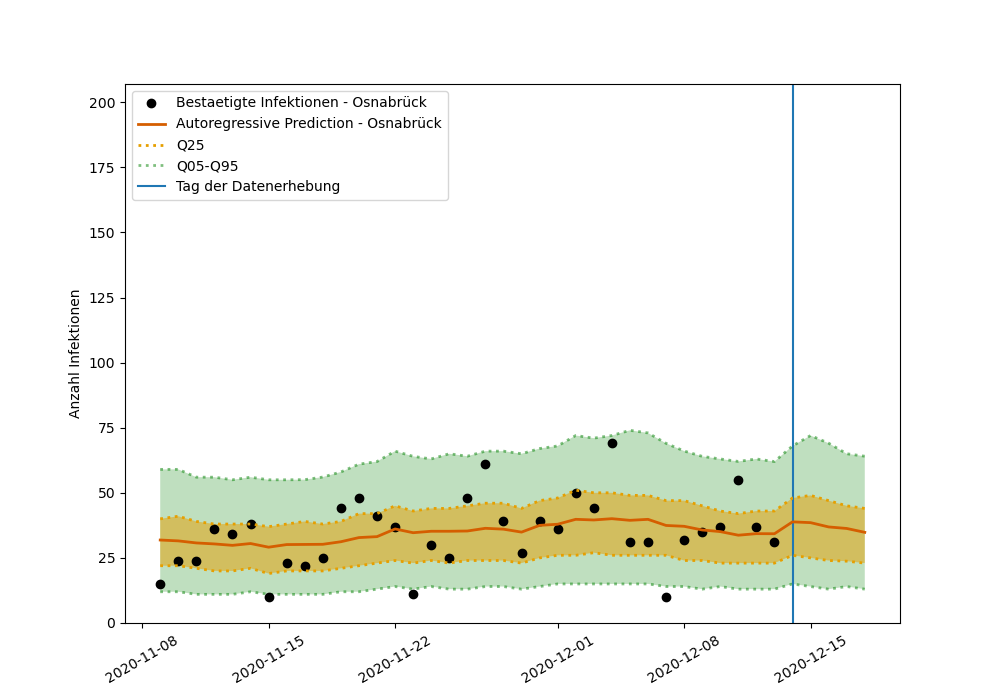 200
175
150
125
100
75
50
25
0
Anzahl Infektionen
Bestaetigte Infektionen - Osnabrück
Autoregressive Prediction - Osnabrück
Q25
Q05-Q95
Tag der Datenerhebung
2020-11-08
2020-11-15
2020-11-22
2020-12-01
2020-12-08
2020-12-15